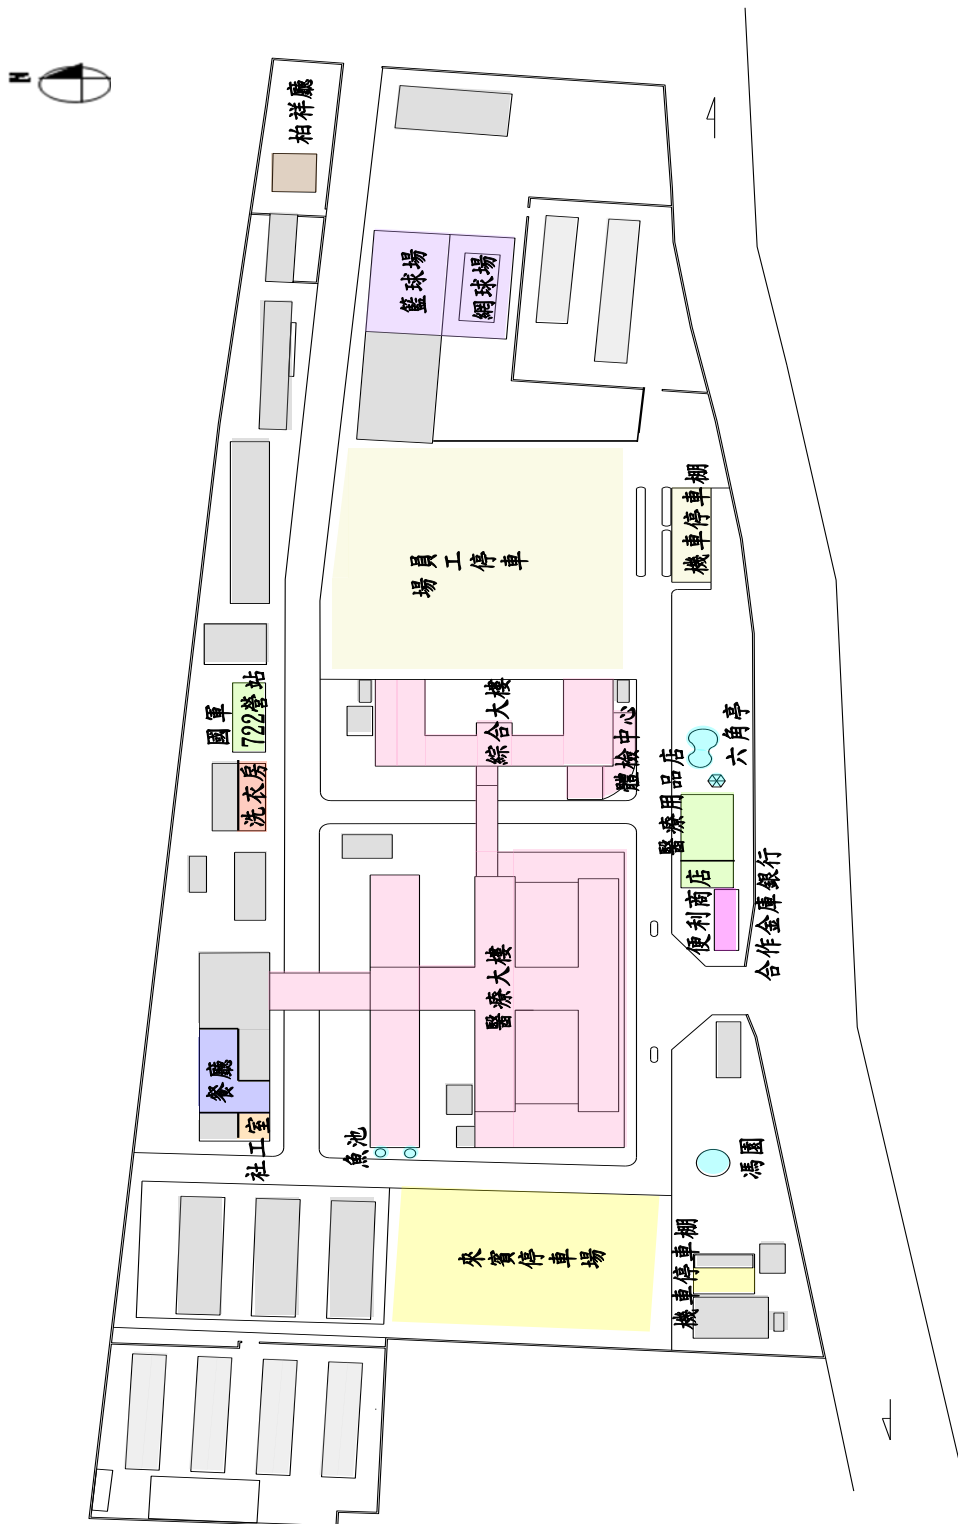 N
柏祥廳
籃球場
網球場
機車停車棚
員工停車場
國軍
722營站
綜合大樓
體檢中心
六角亭
洗衣房
醫療用品店
便利商店
合作金庫銀行
醫療大樓
餐廳
社工室
魚池
馮園
來賓停車場
機車停車棚